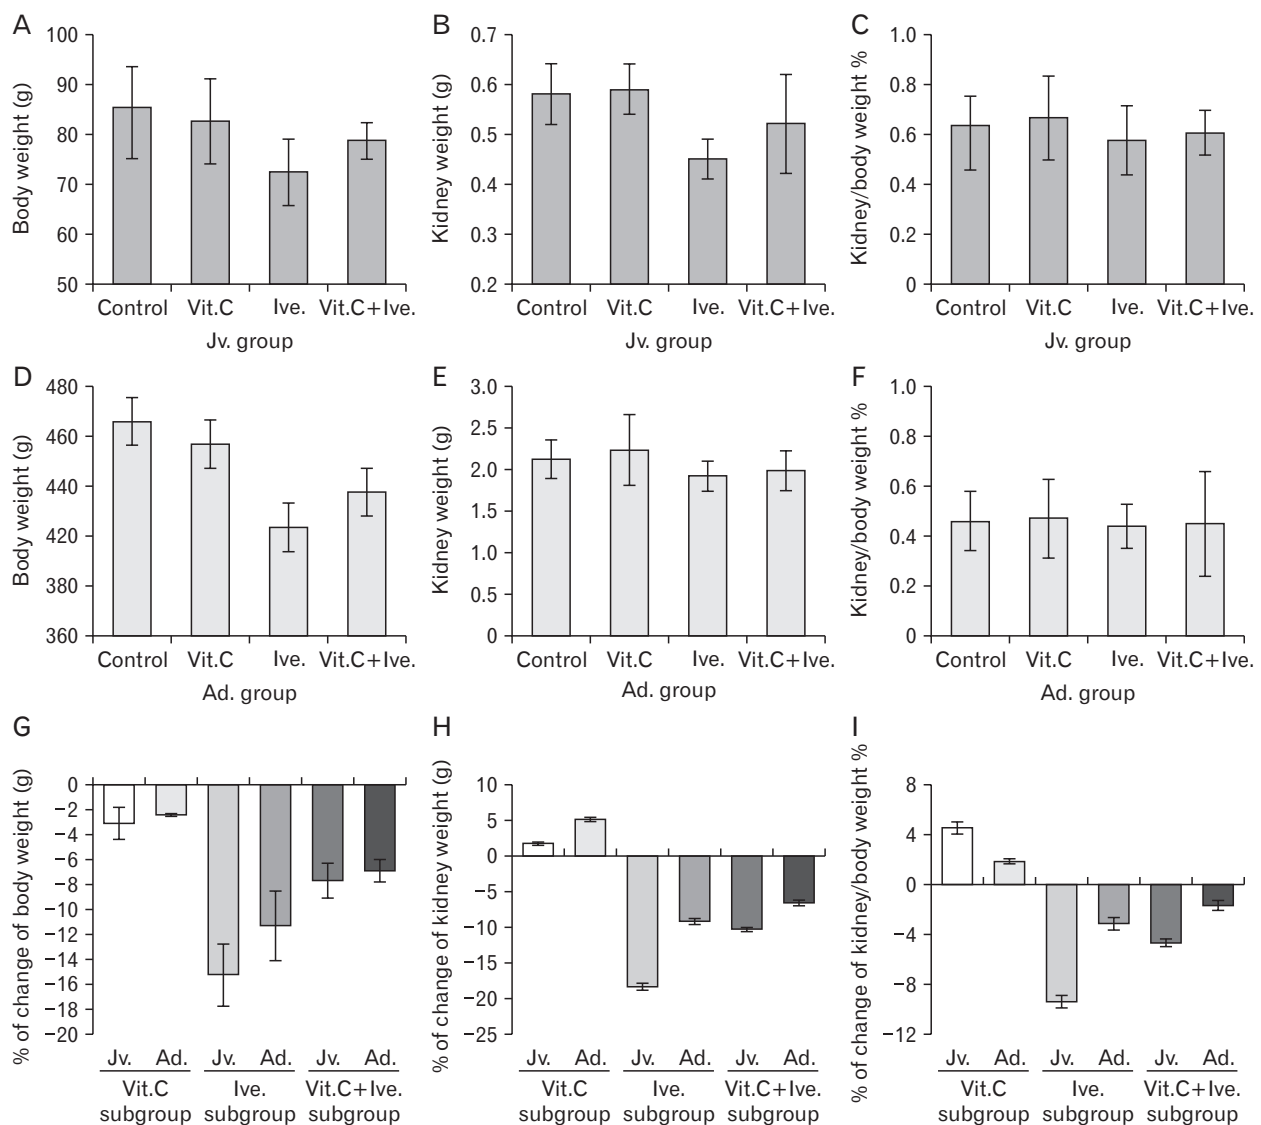 A
Body weight (g)
100
90
80
70
60
50
Control Vit.C Ive. Vit.C+Ive.
Jv. group
B
Kidney weight (g)
0.7
0.6
0.5
0.4
0.3
0.2
Control Vit.C Ive. Vit.C+Ive.
Jv. group
C
Kidney/body weight %
1.0
0.8
0.6
0.4
0.2
0
Control Vit.C Ive. Vit.C+Ive.
Jv. group
D
Body weight (g)
480
460
440
420
380
360
Control Vit.C Ive. Vit.C+Ive.
Ad. group
E
Kidney weight (g)
3.0
2.5
2.0
1.5
1.0
0.5
0
Control Vit.C Ive. Vit.C+Ive.
Ad. group
F
Kidney/body weight %
1.0
0.8
0.6
0.4
0.2
0
Control Vit.C Ive. Vit.C+Ive.
Ad. group
G
% of change of body weight (g)
0
−2
−4
−6
−8
−10
−12
−14
−16
−18
−20
Jv. Ad. Jv. Ad. Jv. Ad.
Vit.C Ive. Vit.C+Ive.
subgroup subgroup subgroup
H
% of change of kidney weight (g)
10
5
0
−5
−10
−15
−20
−25
Jv. Ad. Jv. Ad. Jv. Ad.
Vit.C Ive. Vit.C+Ive.
subgroup subgroup subgroup
I
% of change of kidney/body weight %
8
4
0
−4
−8
−12
Jv. Ad. Jv. Ad. Jv. Ad.
Vit.C Ive. Vit.C+Ive.
subgroup subgroup subgroup